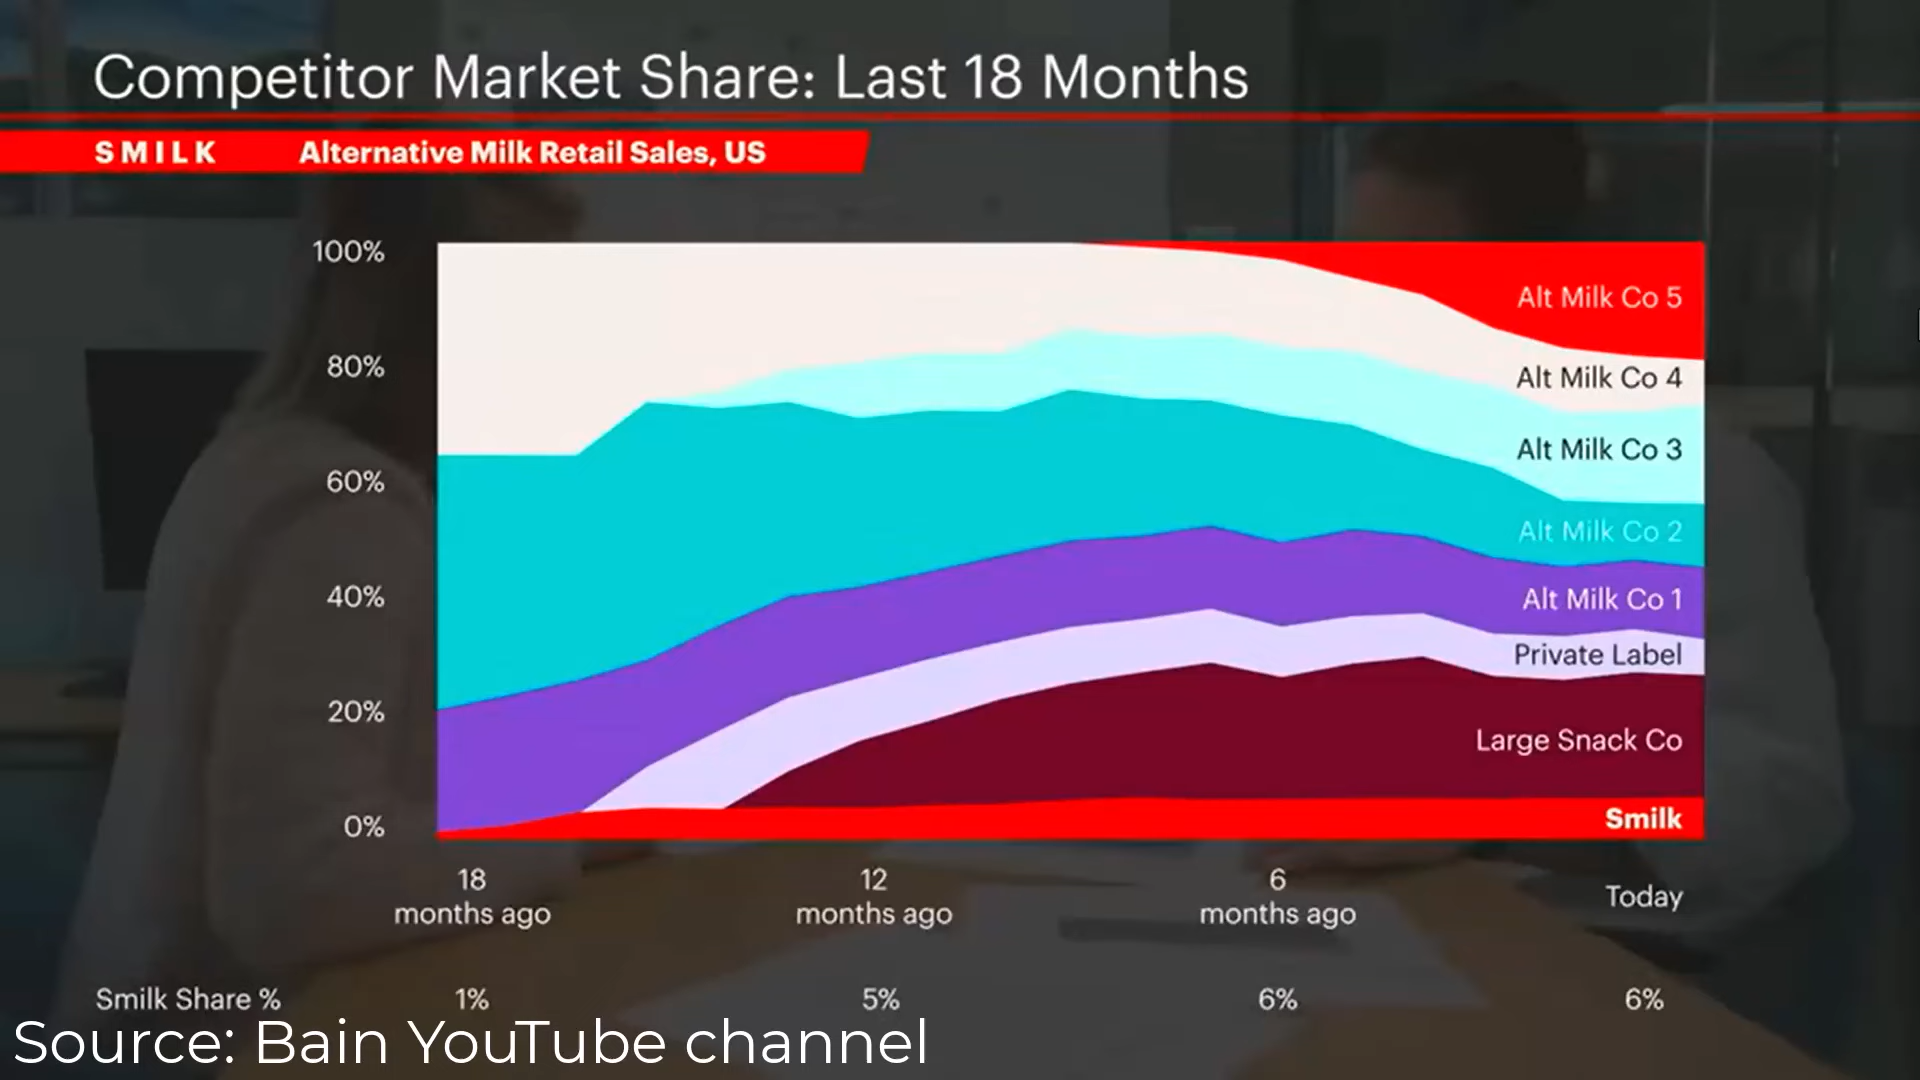 Competitor Market Share: Last 18 Months
SMILK Alternative Milk Retail Sales, US
100%
80%
60%
40%
20%
0%
Alt Milk Co 5
Alt Milk Co 4
Alt Milk Co 3
Alt Milk Co 2
Alt Milk Co 1
Private Label
Large Snack Co
Smilk
18
months ago
12
months ago
6
months ago
Today
Smilk Share % 1% 5% 6% 6%
Source: Bain YouTube channel